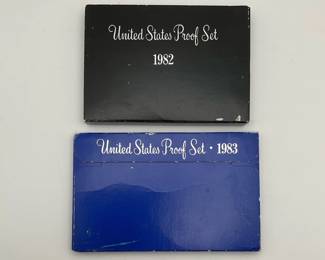 United States Proof Set
1982
United States Proof Set • 1983